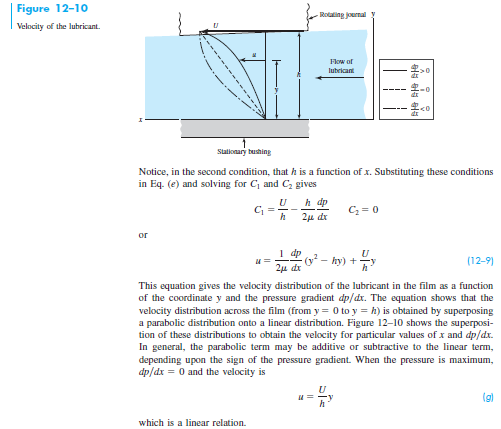 Figure 12–10
Velocity of the lubricant.
Rotating journal
y
U
u
Flow of
lubricant
h
y
x
dp/dx > 0
dp/dx = 0
dp/dx < 0
Stationary bushing
Notice, in the second condition, that h is a function of x. Substituting these conditions
in Eq. (e) and solving for C₁ and C₂ gives
C₁ = U/h − h/2μ dp/dx C₂ = 0
or
u = 1/2μ dp/dx (y² − hy) + U/h y (12–9)
This equation gives the velocity distribution of the lubricant in the film as a function
of the coordinate y and the pressure gradient dp/dx. The equation shows that the
velocity distribution across the film (from y = 0 to y = h) is obtained by superposing
a parabolic distribution onto a linear distribution. Figure 12–10 shows the superposi-
tion of these distributions to obtain the velocity for particular values of x and dp/dx.
In general, the parabolic term may be additive or subtractive to the linear term,
depending upon the sign of the pressure gradient. When the pressure is maximum,
dp/dx = 0 and the velocity is
u = U/h y (g)
which is a linear relation.